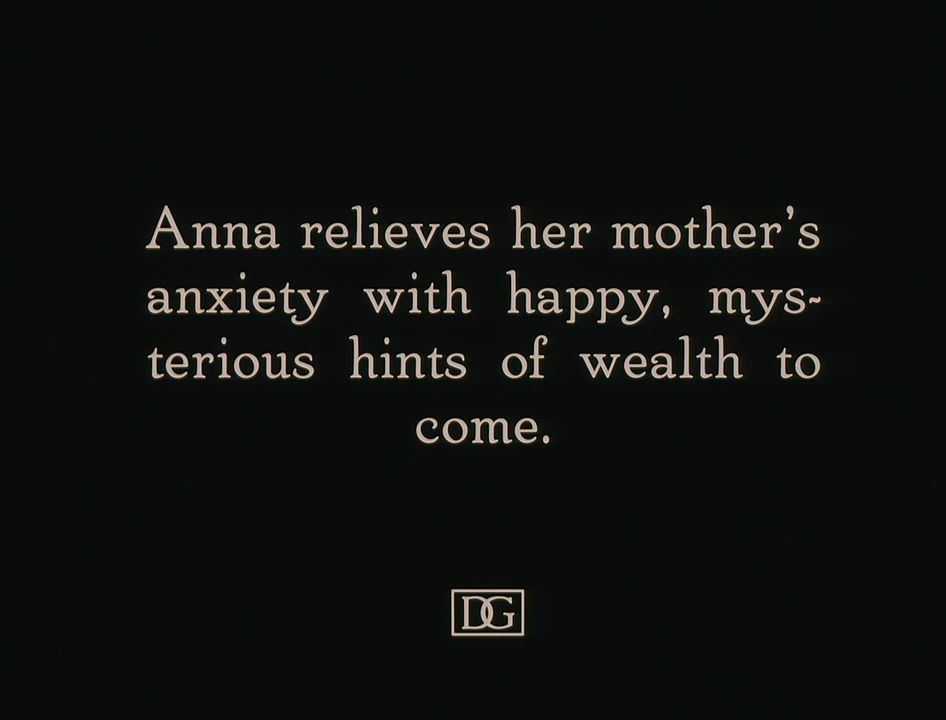 Anna relieves her mother's
anxiety with happy, mys-
terious hints of wealth to
come.
DG